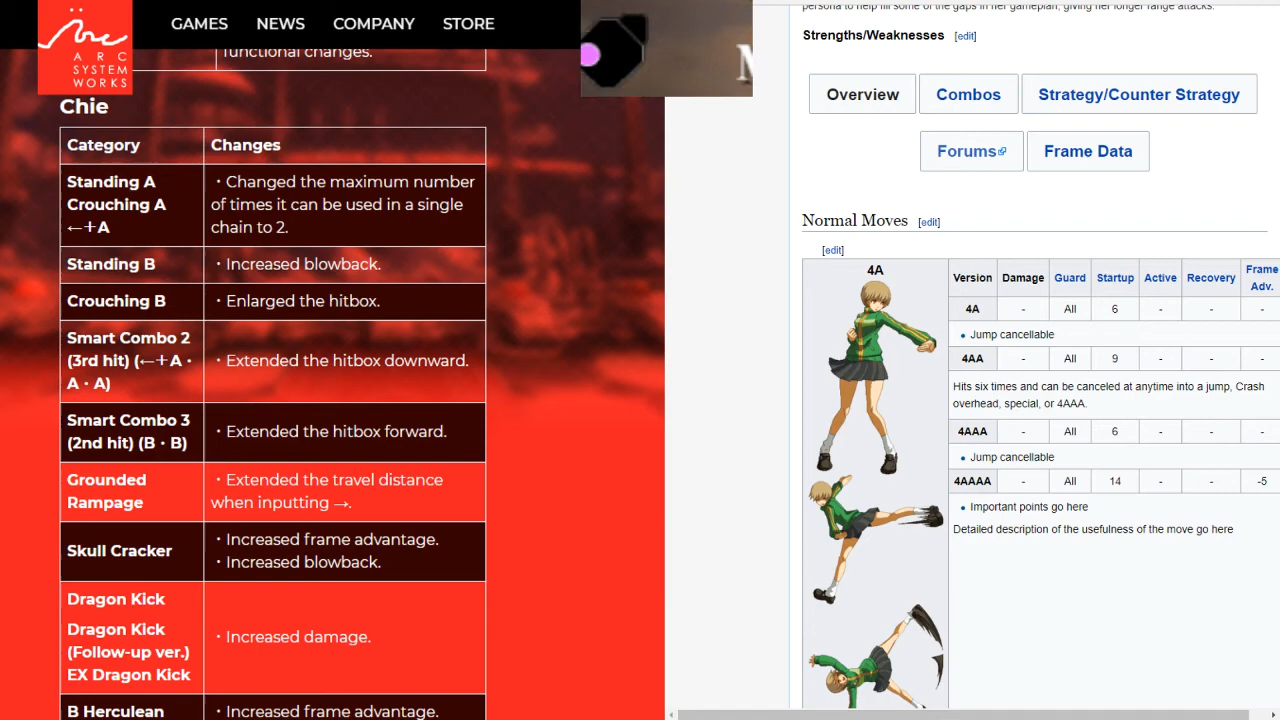 GAMES NEWS COMPANY STORE
ARC
SYSTEM
WORKS
functional changes.
Chie
Category Changes
Standing A
Crouching A
←+A
・Changed the maximum number
of times it can be used in a single
chain to 2.
Standing B ・Increased blowback.
Crouching B ・Enlarged the hitbox.
Smart Combo 2
(3rd hit) (←+A・
A・A)
・Extended the hitbox downward.
Smart Combo 3
(2nd hit) (B・B)
・Extended the hitbox forward.
Grounded
Rampage
・Extended the travel distance
when inputting →.
Skull Cracker
・Increased frame advantage.
・Increased blowback.
Dragon Kick
Dragon Kick
(Follow-up ver.)
EX Dragon Kick
・Increased damage.
B Herculean ・Increased frame advantage.
persona to help fill some of the gaps in her gameplan, giving her longer range attacks.
Strengths/Weaknesses [edit]
Overview Combos Strategy/Counter Strategy
Forums Frame Data
Normal Moves [edit]
[edit]
4A
Version Damage Guard Startup Active Recovery Frame
Adv.
4A - All 6 - - -
• Jump cancellable
4AA - All 9 - - -
Hits six times and can be canceled at anytime into a jump, Crash
overhead, special, or 4AAA.
4AAA - All 6 - - -
• Jump cancellable
4AAAA - All 14 - - -5
• Important points go here
Detailed description of the usefulness of the move go here